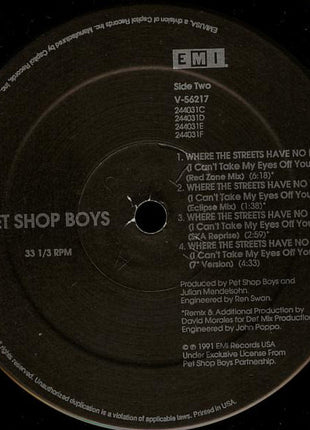 EMI/USA, a division of Capitol Records Inc. Manufactured by Capitol Records, Inc.,
EMI
Side Two
V-56217
244031C
244031D
244031E
244031F
1. WHERE THE STREETS HAVE NO
(I Can't Take My Eyes Off You
(Red Zone Mix) (6:18)*
2. WHERE THE STREETS HAVE NO
(I Can't Take My Eyes Off You
(Eclipse Mix) (1:38)*
3. WHERE THE STREETS HAVE NO
(I Can't Take My Eyes Off You
(SKA Reprise) (2:59)*
4. WHERE THE STREETS HAVE NO
(I Can't Take My Eyes Off You
(7" Version) (4:33)
ET SHOP BOYS
33 1/3 RPM
Produced by Pet Shop Boys and
Julian Mendelsohn.
Engineered by Ren Swan.
*Remix & Additional Production by
David Morales for Def Mix Production
Engineered by John Poppo.
© ℗ 1991 EMI Records USA
Under Exclusive License From
Pet Shop Boys Partnership.
reserved. Unauthorized duplication is a violation of applicable laws. Printed in USA.